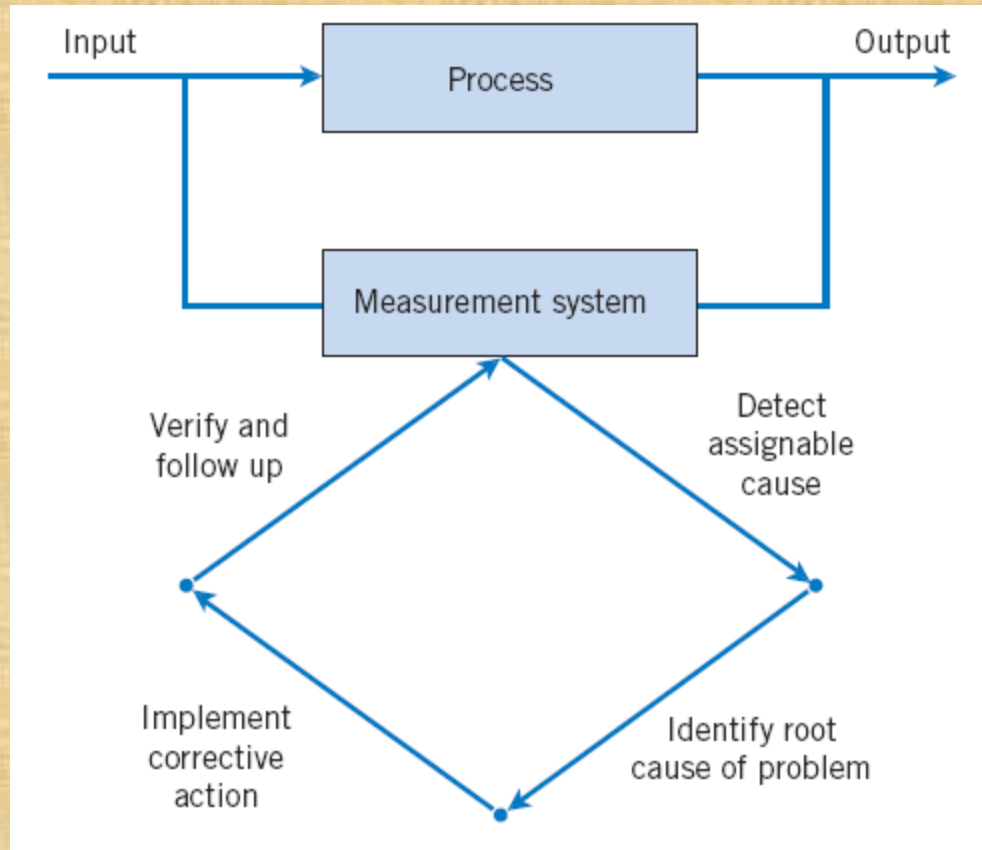 Input
Output
Process
Measurement system
Verify and
follow up
Detect
assignable
cause
Implement
corrective
action
Identify root
cause of problem